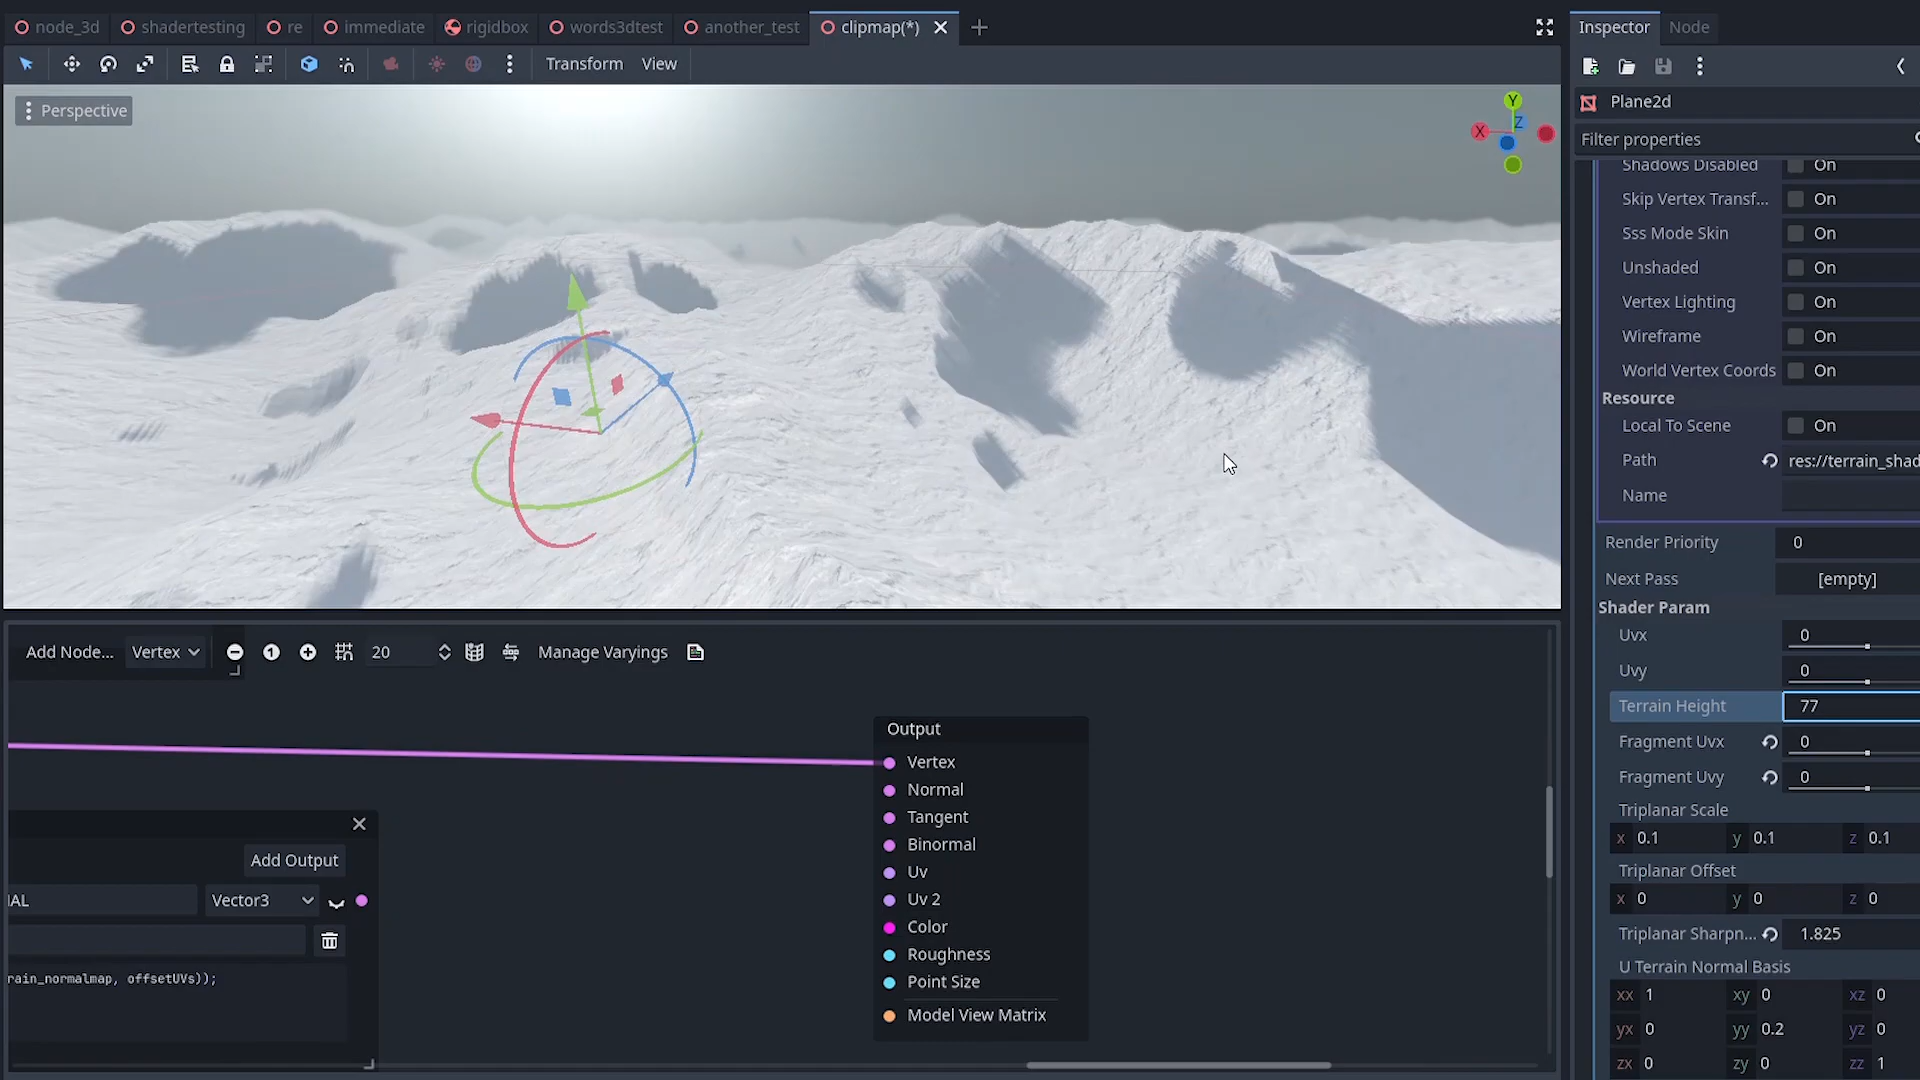 node_3d shadertesting re immediate rigidbox words3dtest another_test clipmap(*)
Transform View
Perspective
Y
X Z
Add Node... Vertex 1 20 Manage Varyings
Output
Vertex
Normal
Tangent
Binormal
Uv
Uv 2
Color
Roughness
Point Size
Model View Matrix
Add Output
Vector3
rain_normalmap, offsetUVs));
Inspector Node
Plane2d
Filter properties
Shadows Disabled On
Skip Vertex Transf... On
Sss Mode Skin On
Unshaded On
Vertex Lighting On
Wireframe On
World Vertex Coords On
Resource
Local To Scene On
Path res://terrain_shad
Name
Render Priority 0
Next Pass [empty]
Shader Param
Uvx 0
Uvy 0
Terrain Height 77
Fragment Uvx 0
Fragment Uvy 0
Triplanar Scale
x 0.1 y 0.1 z 0.1
Triplanar Offset
x 0 y 0 z 0
Triplanar Sharpn... 1.825
U Terrain Normal Basis
xx 1 xy 0 xz 0
yx 0 yy 0.2 yz 0
zx 0 zy 0 zz 1